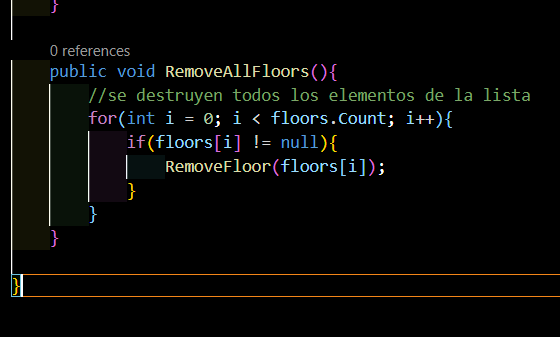 }
0 references
public void RemoveAllFloors(){
//se destruyen todos los elementos de la lista
for(int i = 0; i < floors.Count; i++){
if(floors[i] != null){
RemoveFloor(floors[i]);
}
}
}
}